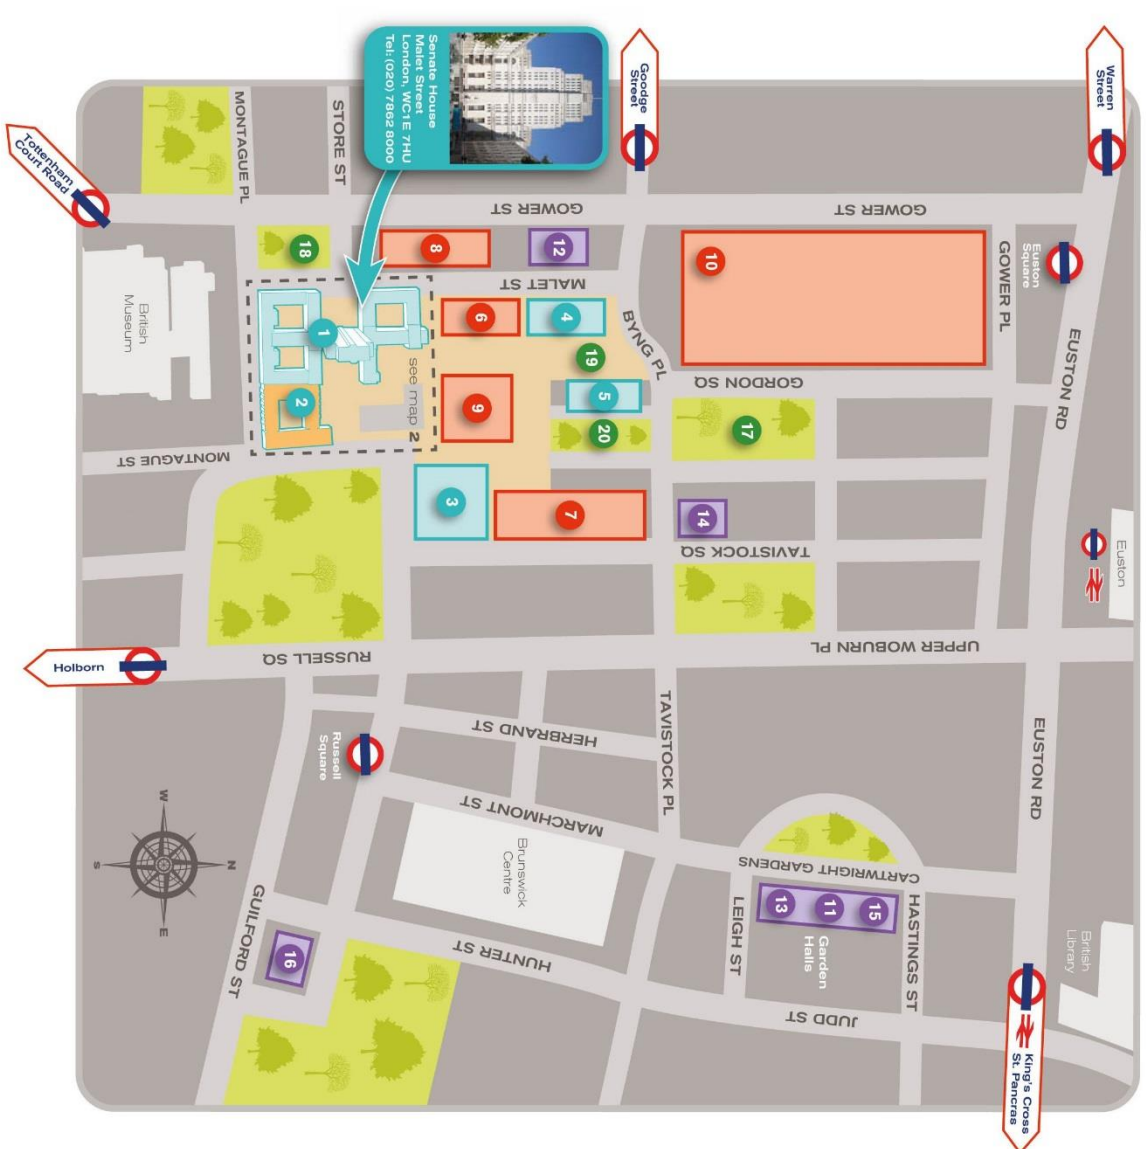 Warren
Street
Goodge
Street
Senate House
Malet Street
London, WC1E 7HU
Tel: (020) 7862 8000
Tottenham
Court Road
MONTAGUE PL
STORE ST
GOWER ST
GOWER ST
GOWER PL
Euston
Square
EUSTON RD
British
Museum
18
8
12
10
MALET ST
BYNG PL
1
6
4
19
see map 2
2
9
5
20
17
GORDON SQ
MONTAGUE ST
3
7
14
TAVISTOCK SQ
Euston
Holborn
RUSSELL SQ
UPPER WOBURN PL
EUSTON RD
Russell
Square
HERBRAND ST
TAVISTOCK PL
MARCHMONT ST
Brunswick
Centre
CARTWRIGHT GARDENS
13
11
15
Garden
Halls
LEIGH ST
HASTINGS ST
British
Library
GUILFORD ST
16
HUNTER ST
JUDD ST
King's Cross
St. Pancras
W
N
S
E